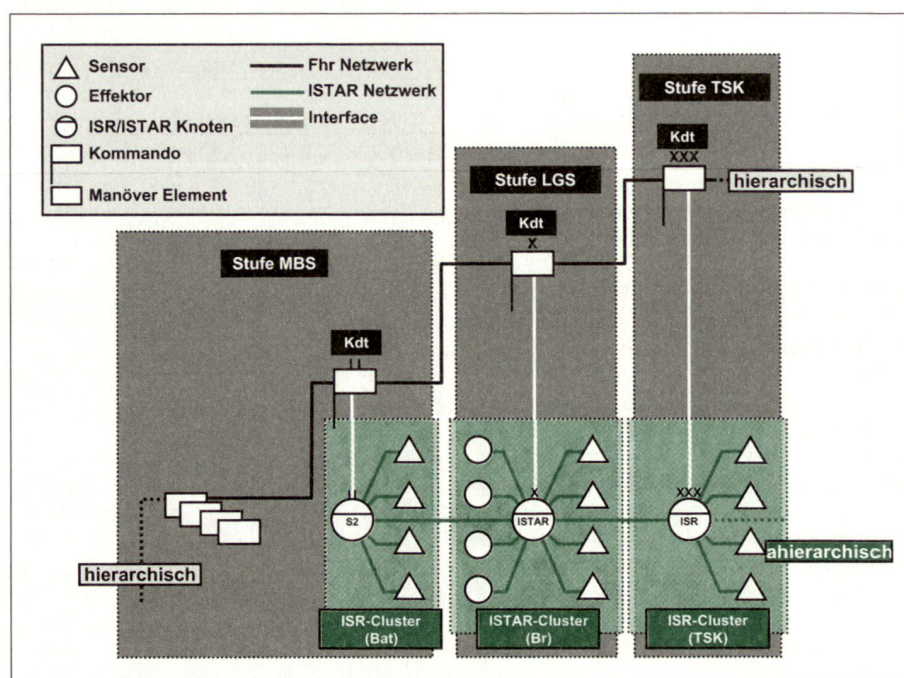 Sensor
Effektor
ISR/ISTAR Knoten
Kommando
Manöver Element
Fhr Netzwerk
ISTAR Netzwerk
Interface
Stufe TSK
Kdt
XXX
hierarchisch
Stufe LGS
Kdt
X
Stufe MBS
Kdt
II
hierarchisch
II
S2
X
ISTAR
XXX
ISR
ahierarchisch
ISR-Cluster
(Bat)
ISTAR-Cluster
(Br)
ISR-Cluster
(TSK)